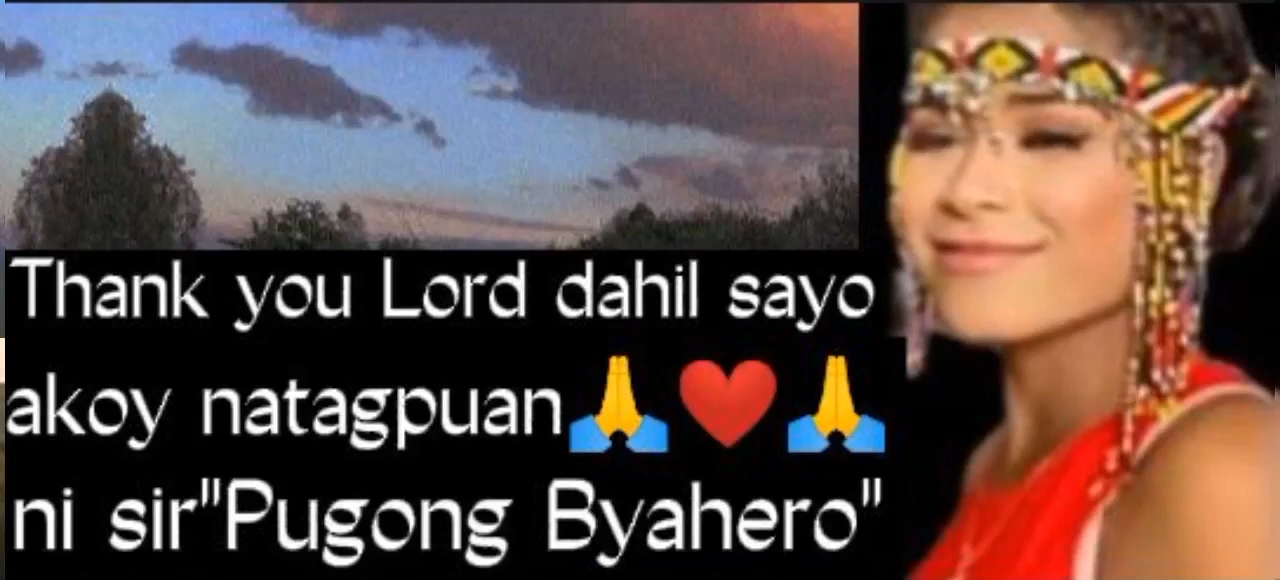 Thank you Lord dahil sayo
akoy natagpuan🙏❤️🙏
ni sir"Pugong Byahero"